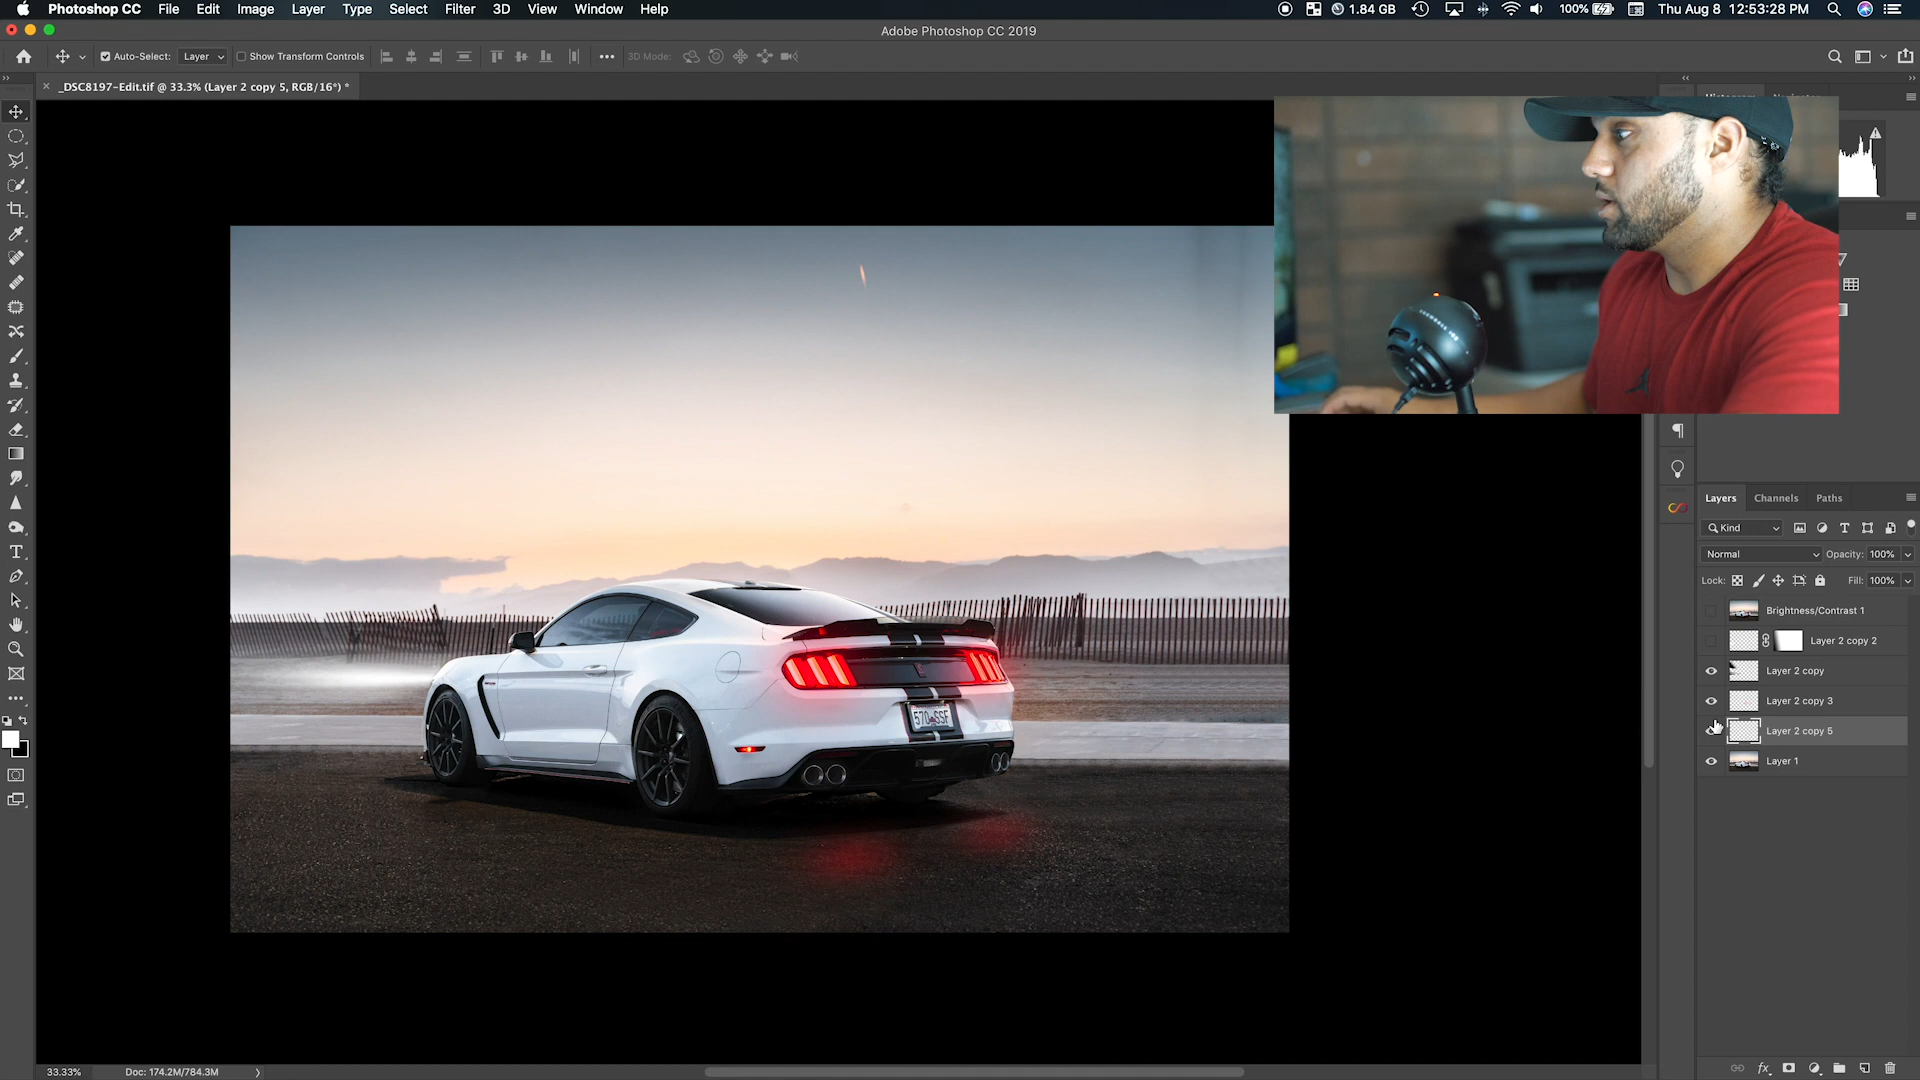 Photoshop CC File Edit Image Layer Type Select Filter 3D View Window Help 1.84 GB 100% Thu Aug 8 12:53:28 PM
Adobe Photoshop CC 2019
Auto-Select: Layer Show Transform Controls 3D Mode:
_DSC8197-Edit.tif @ 33.3% (Layer 2 copy 5, RGB/16*) *
Layers Channels Paths
Kind
Normal Opacity: 100%
Lock: Fill: 100%
Brightness/Contrast 1
Layer 2 copy 2
Layer 2 copy
Layer 2 copy 3
Layer 2 copy 5
Layer 1
570 SSF
33.33% Doc: 174.2M/784.3M